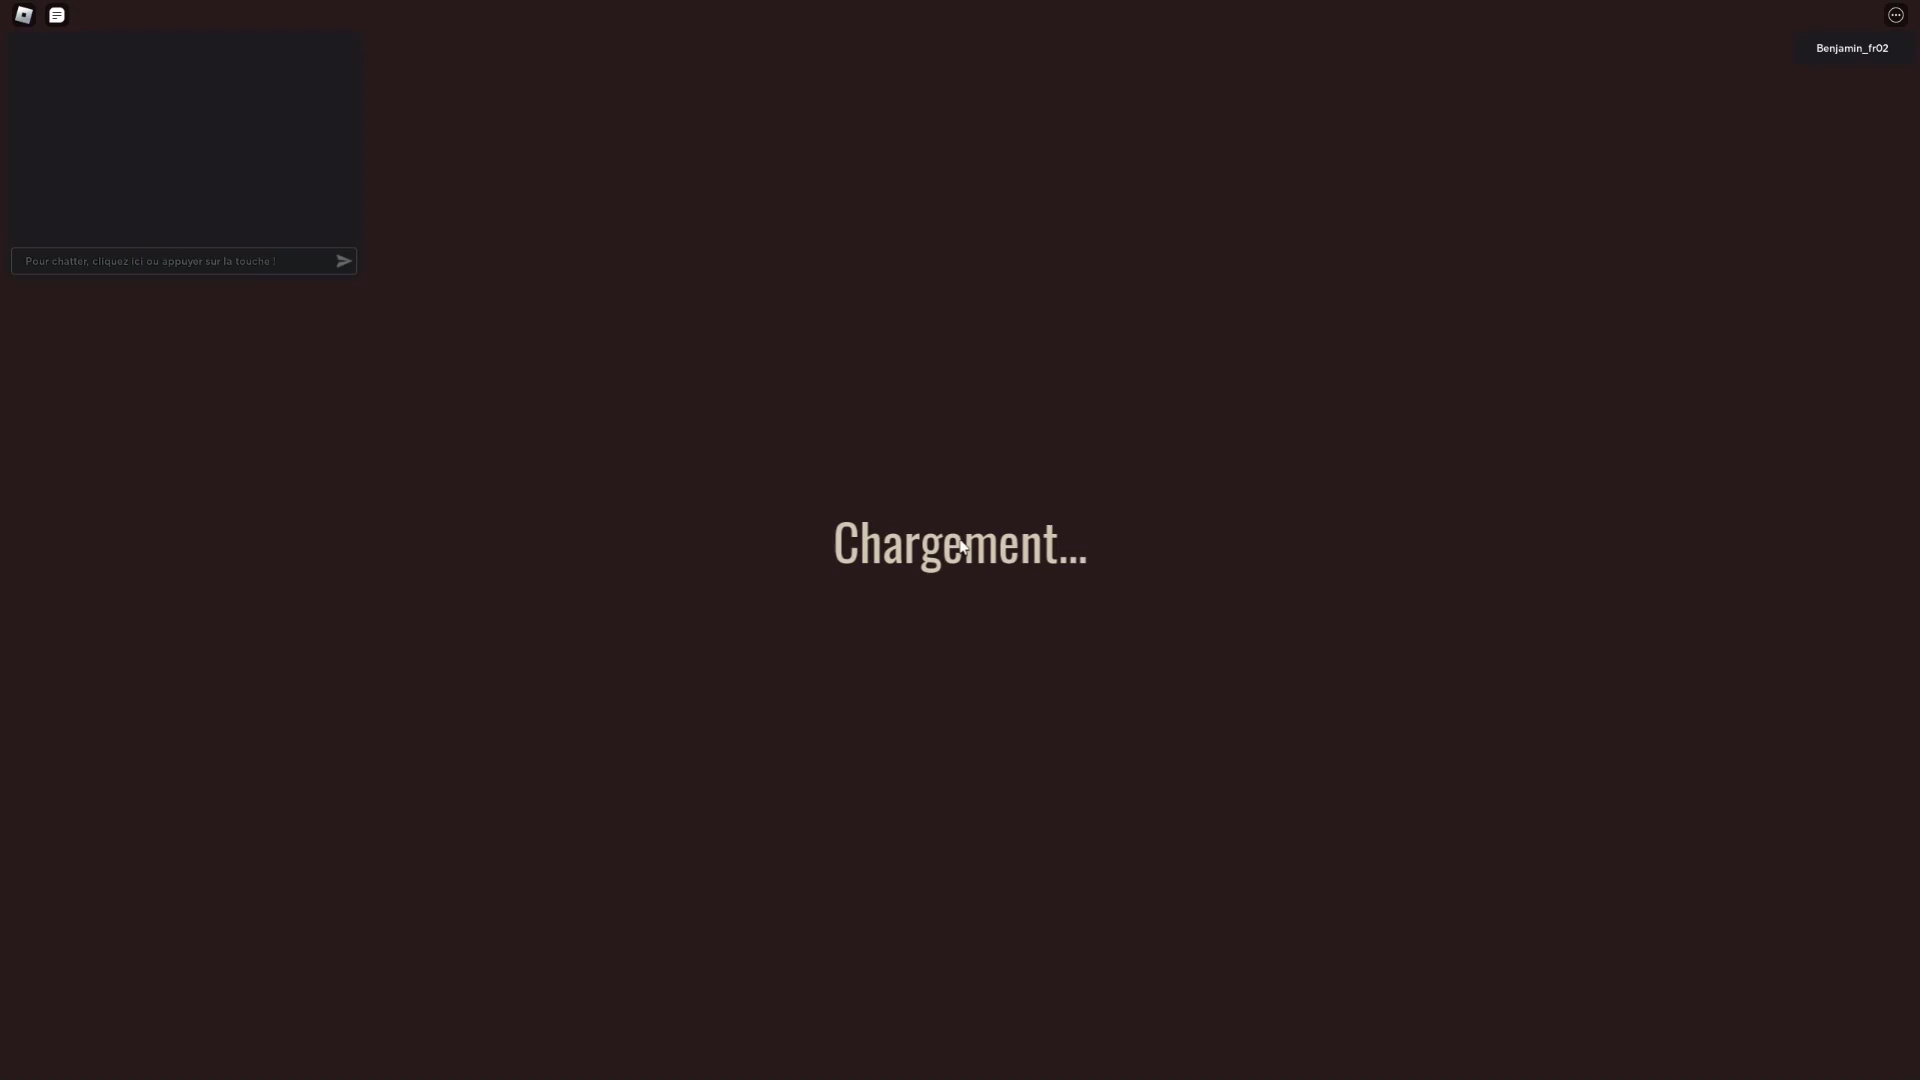 Benjamin_fr02
Pour chatter, cliquez ici ou appuyer sur la touche !
Chargement...